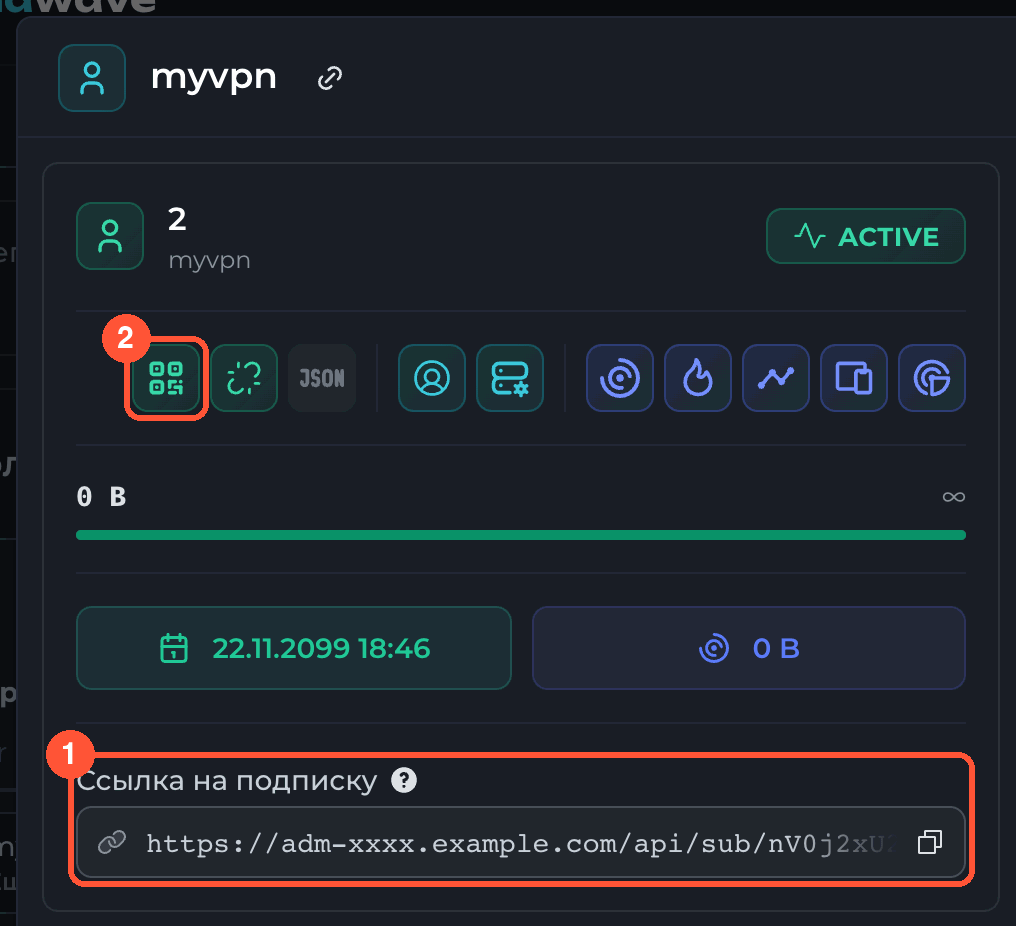 myvpn
2
myvpn
ACTIVE
2
JSON
0 B
∞
22.11.2099 18:46
0 B
1
Ссылка на подписку ?
https://adm-xxxx.example.com/api/sub/nV0j2xU